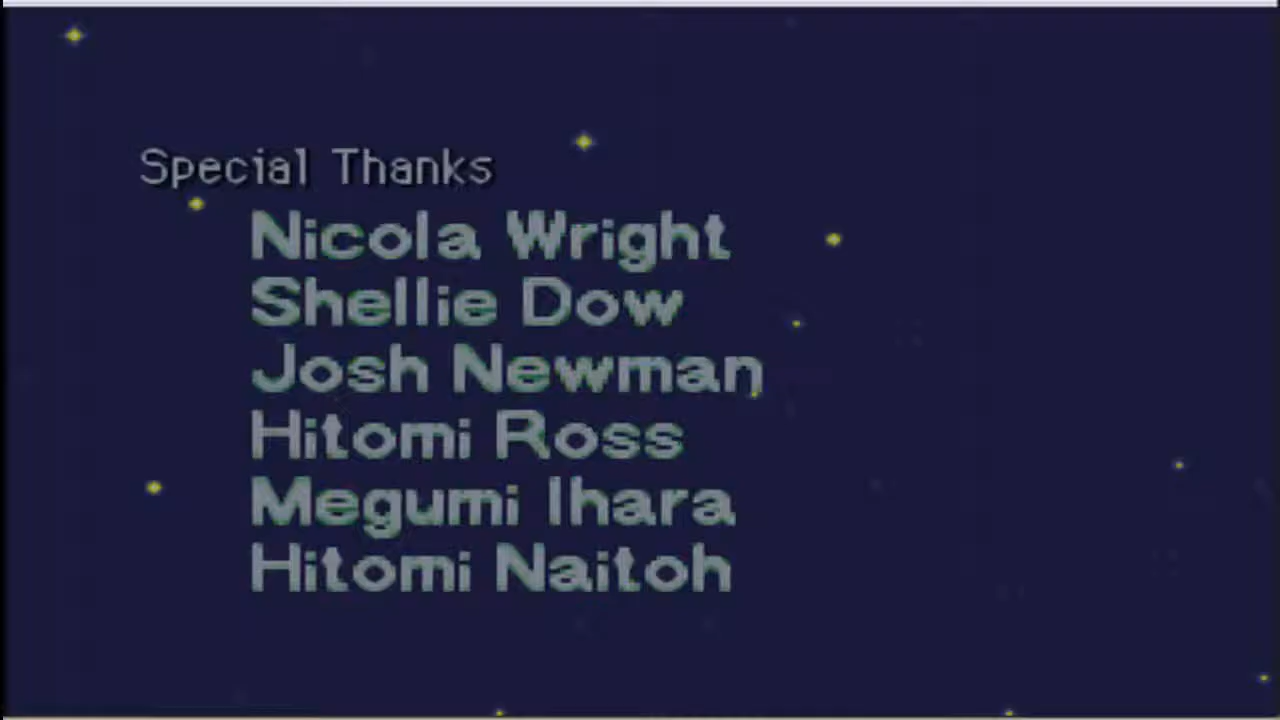 Special Thanks
Nicola Wright
Shellie Dow
Josh Newman
Hitomi Ross
Megumi Ihara
Hitomi Naitoh